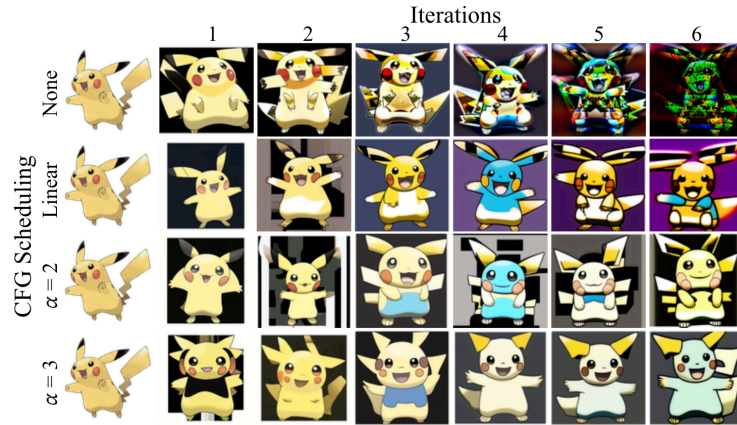 Iterations
1 2 3 4 5 6
CFG Scheduling
None
Linear
α = 2
α = 3